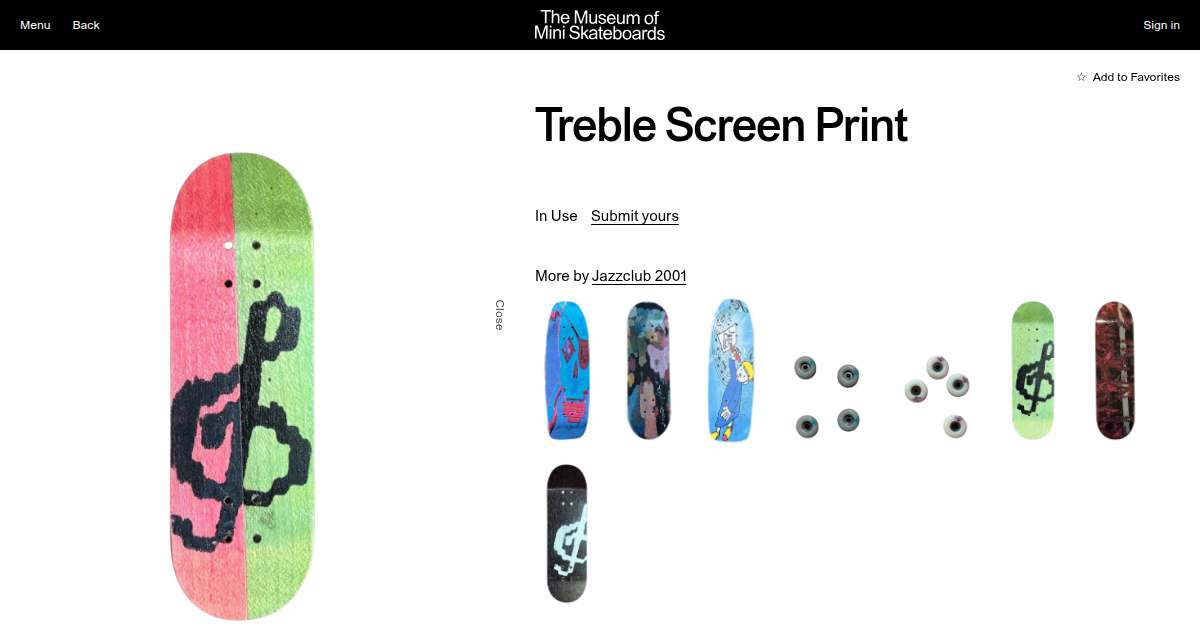 Menu
Back
The Museum of
Mini Skateboards
Sign in
☆ Add to Favorites
Treble Screen Print
In Use Submit yours
More by Jazzclub 2001
Close